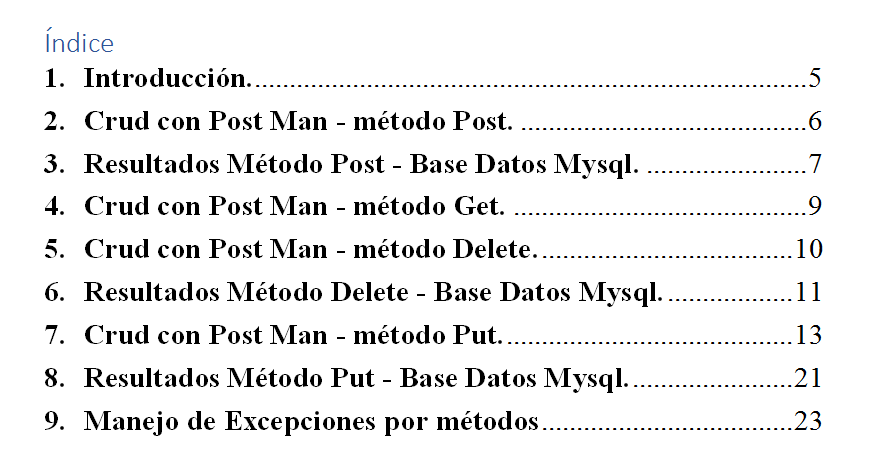 Índice
1. Introducción.......................................................................................5
2. Crud con Post Man - método Post. ............................................6
3. Resultados Método Post - Base Datos Mysql. .........................7
4. Crud con Post Man - método Get. .............................................9
5. Crud con Post Man - método Delete.......................................10
6. Resultados Método Delete - Base Datos Mysql. ...................11
7. Crud con Post Man - método Put............................................13
8. Resultados Método Put - Base Datos Mysql.........................21
9. Manejo de Excepciones por métodos......................................23